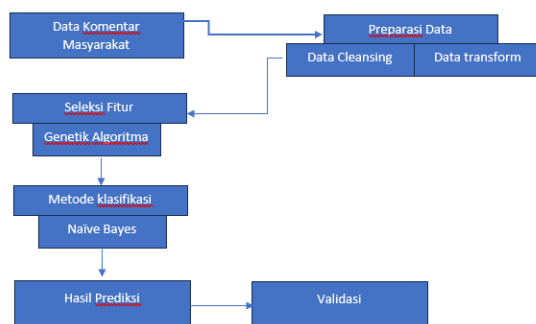 Data Komentar
Masyarakat
Preparasi Data
Data Cleansing
Data transform
Seleksi Fitur
Genetik Algoritma
Metode klasifikasi
Naïve Bayes
Hasil Prediksi
Validasi